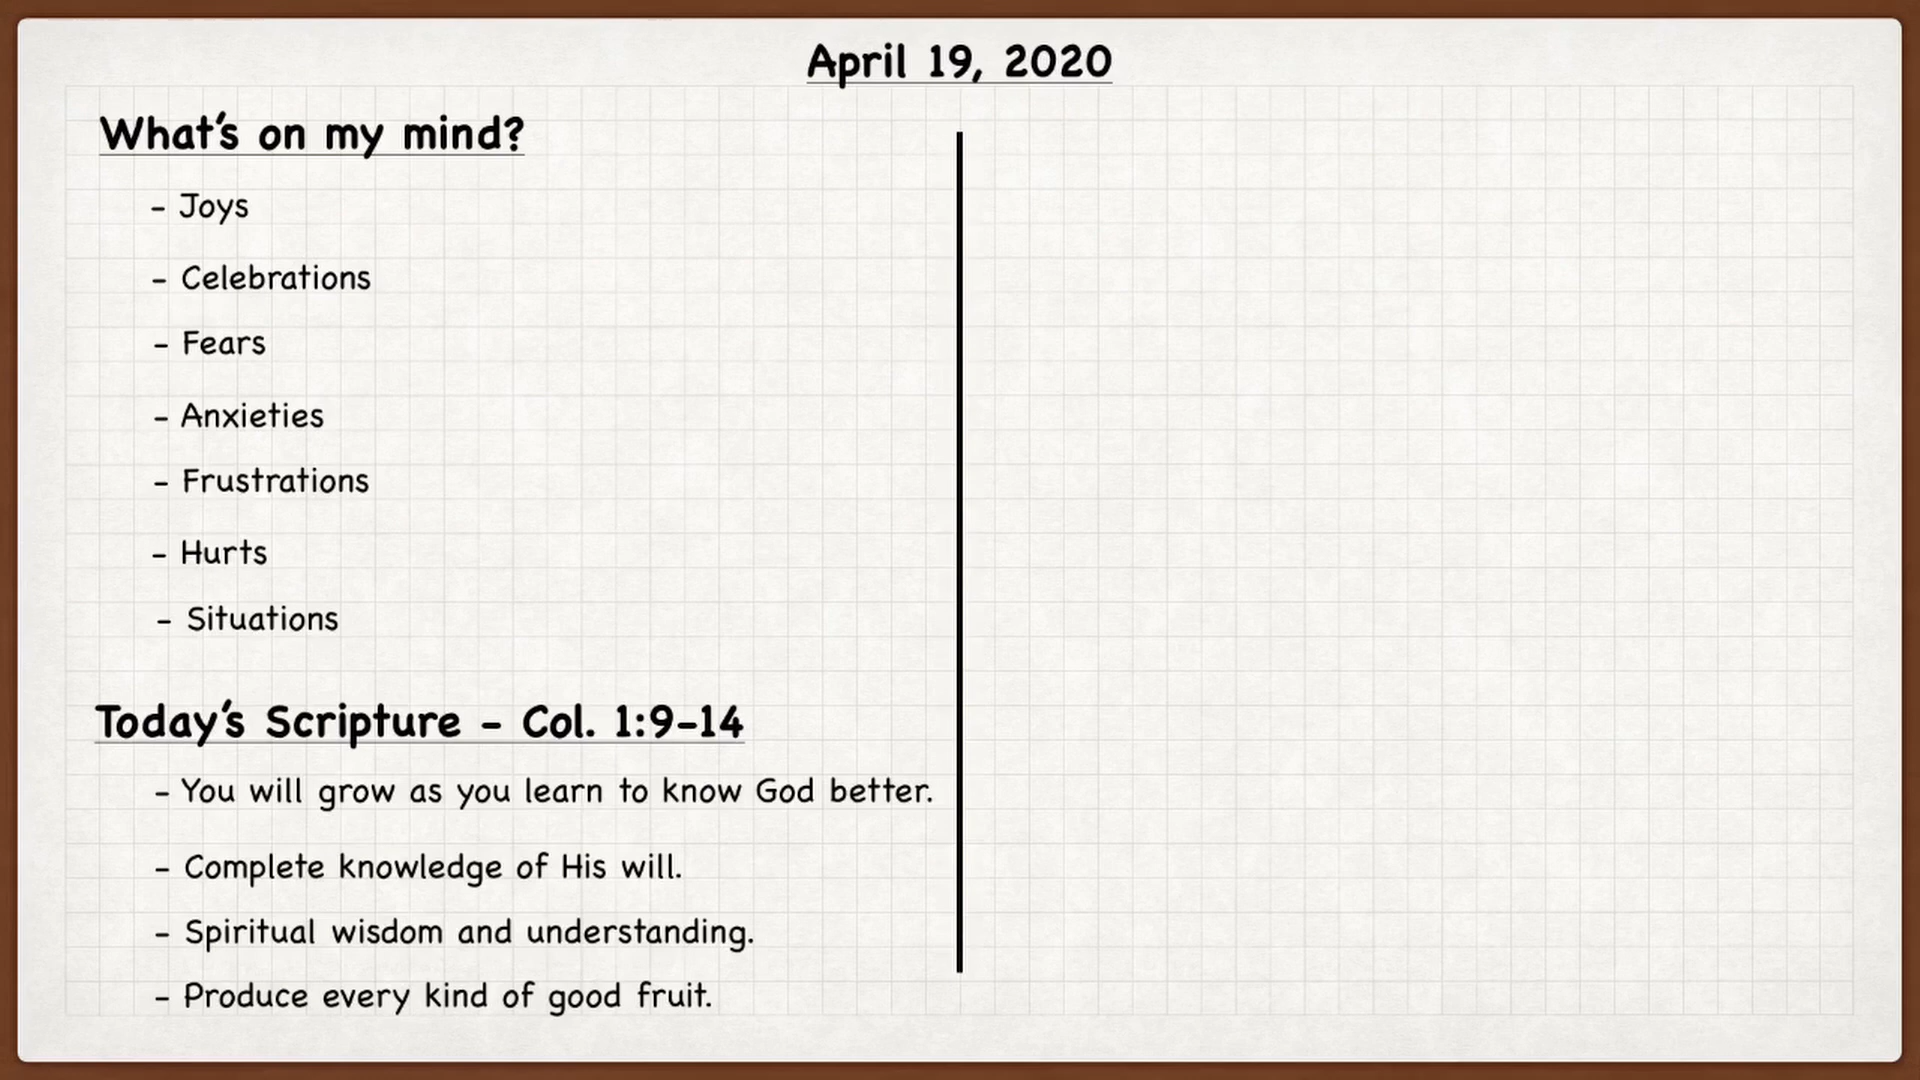 April 19, 2020
What's on my mind?
- Joys
- Celebrations
- Fears
- Anxieties
- Frustrations
- Hurts
- Situations
Today's Scripture - Col. 1:9-14
- You will grow as you learn to know God better.
- Complete knowledge of His will.
- Spiritual wisdom and understanding.
- Produce every kind of good fruit.